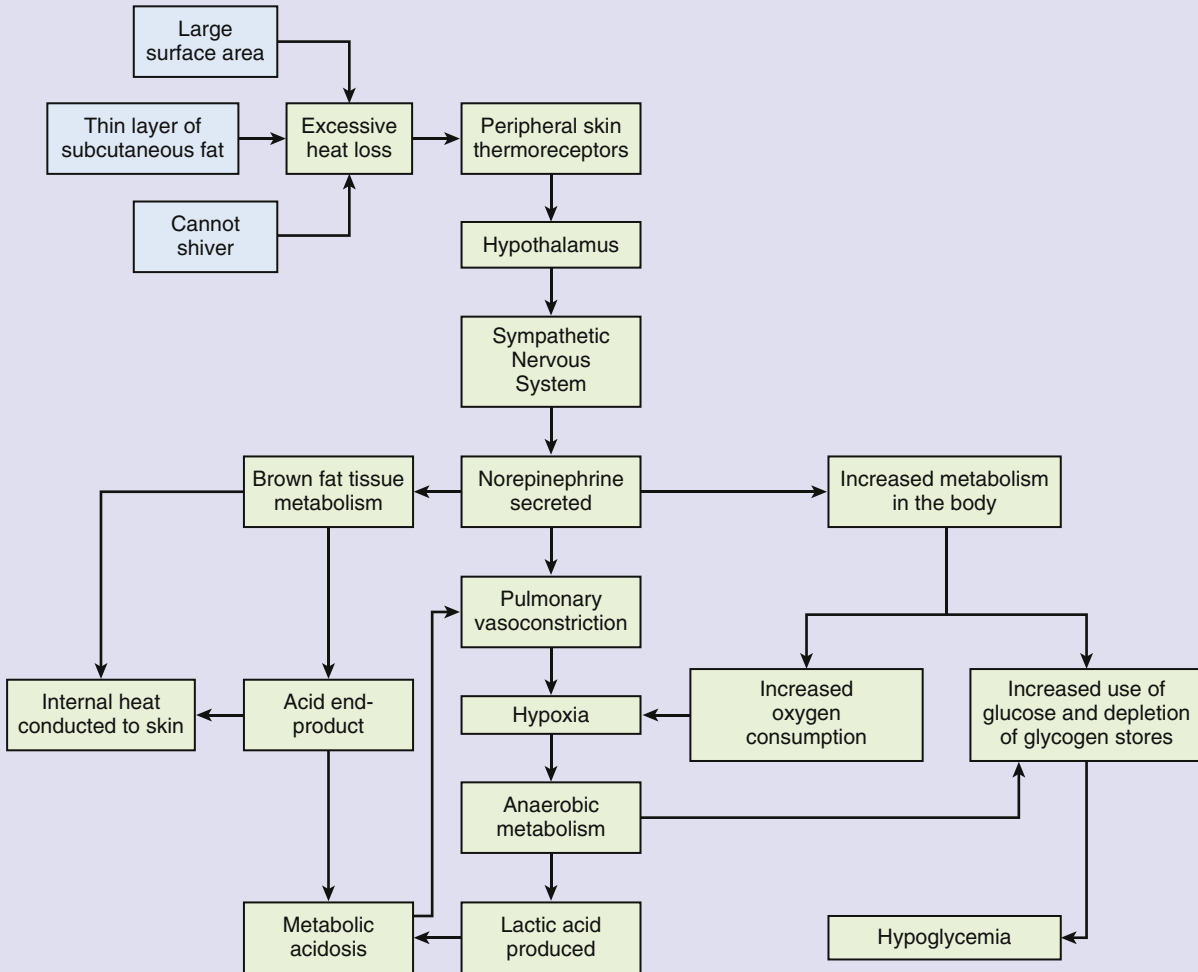 Large
surface area
Thin layer of
subcutaneous fat
Excessive
heat loss
Peripheral skin
thermoreceptors
Cannot
shiver
Hypothalamus
Sympathetic
Nervous
System
Brown fat tissue
metabolism
Norepinephrine
secreted
Increased metabolism
in the body
Pulmonary
vasoconstriction
Internal heat
conducted to skin
Acid end-
product
Hypoxia
Increased
oxygen
consumption
Increased use of
glucose and depletion
of glycogen stores
Anaerobic
metabolism
Metabolic
acidosis
Lactic acid
produced
Hypoglycemia